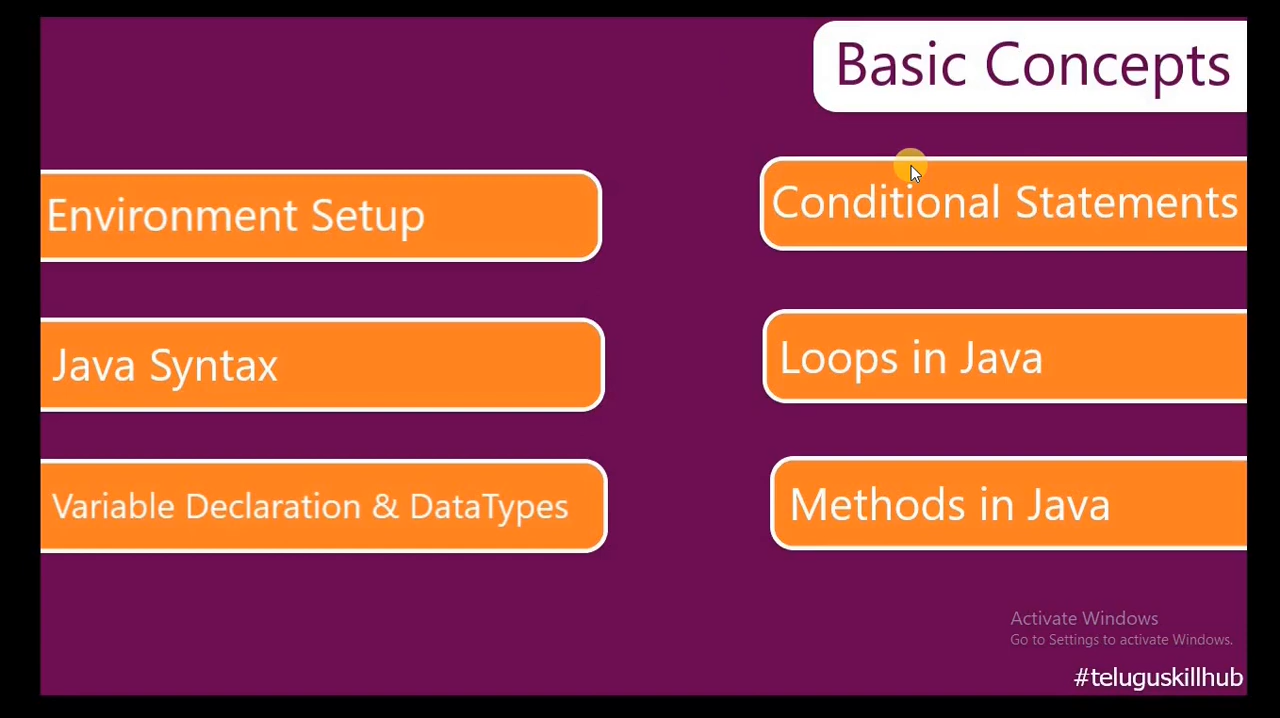 Basic Concepts
Environment Setup
Java Syntax
Variable Declaration & DataTypes
Conditional Statements
Loops in Java
Methods in Java
Activate Windows
Go to Settings to activate Windows.
#teluguskillhub